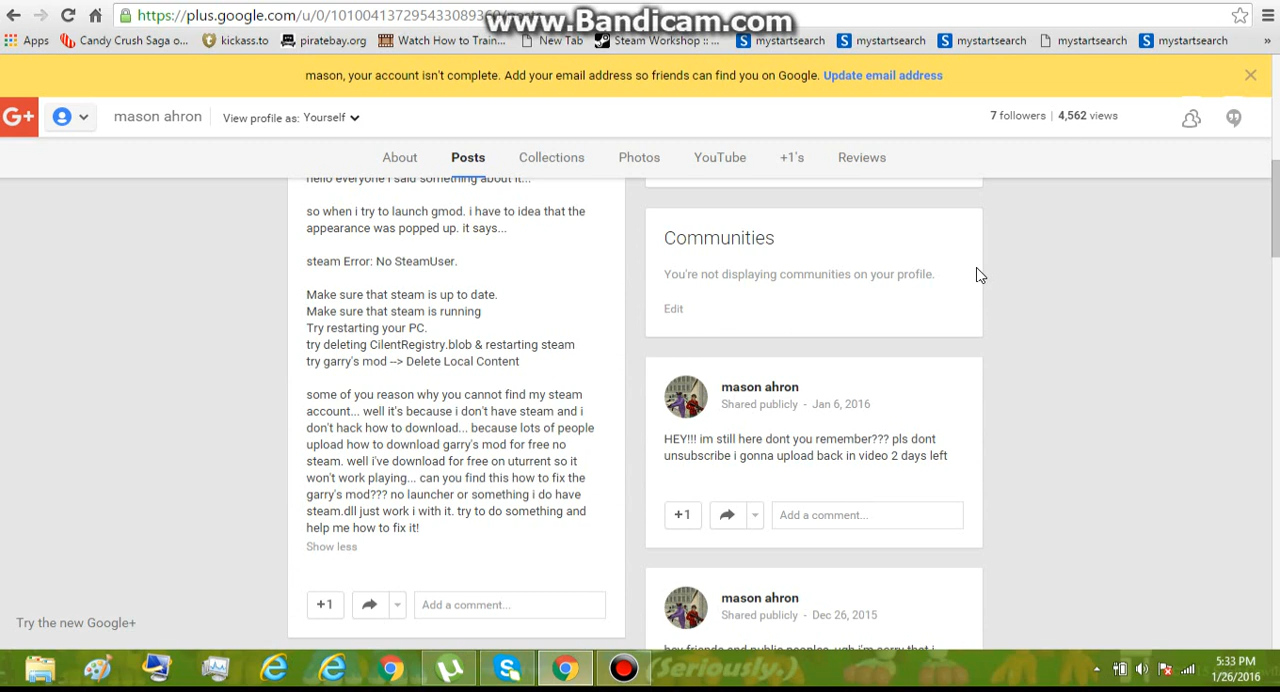 https://plus.google.com/u/0/101004137295433089360/posts
www.Bandicam.com
Apps
Candy Crush Saga o...
kickass.to
piratebay.org
Watch How to Train...
New Tab
Steam Workshop :: ...
mystartsearch
mystartsearch
mystartsearch
mystartsearch
mystartsearch
»
mason, your account isn't complete. Add your email address so friends can find you on Google. Update email address
G+
mason ahron
View profile as: Yourself
7 followers | 4,562 views
About
Posts
Collections
Photos
YouTube
+1's
Reviews
hello everyone i said something about it...
so when i try to launch gmod. i have to idea that the
appearance was popped up. it says...
steam Error: No SteamUser.
Make sure that steam is up to date.
Make sure that steam is running
Try restarting your PC.
try deleting CilentRegistry.blob & restarting steam
try garry's mod --> Delete Local Content
some of you reason why you cannot find my steam
account... well it's because i don't have steam and i
don't hack how to download... because lots of people
upload how to download garry's mod for free no
steam. well i've download for free on uturrent so it
won't work playing... can you find this how to fix the
garry's mod??? no launcher or something i do have
steam.dll just work i with it. try to do something and
help me how to fix it!
Show less
+1
Add a comment...
Communities
You're not displaying communities on your profile.
Edit
mason ahron
Shared publicly - Jan 6, 2016
HEY!!! im still here dont you remember??? pls dont
unsubscribe i gonna upload back in video 2 days left
+1
Add a comment...
mason ahron
Shared publicly - Dec 26, 2015
Try the new Google+
(Seriously.)
5:33 PM
1/26/2016